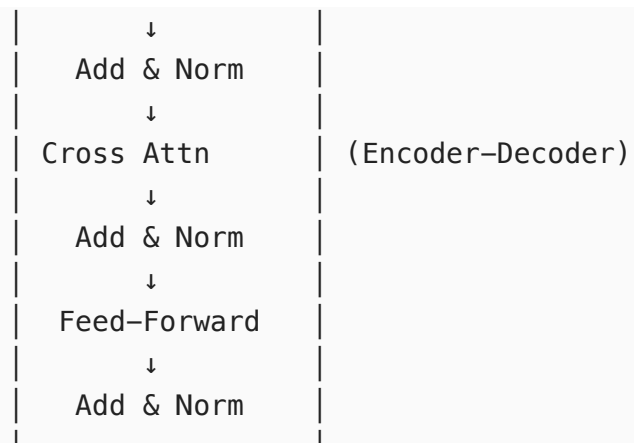 ↓
Add & Norm
↓
Cross Attn (Encoder-Decoder)
↓
Add & Norm
↓
Feed-Forward
↓
Add & Norm